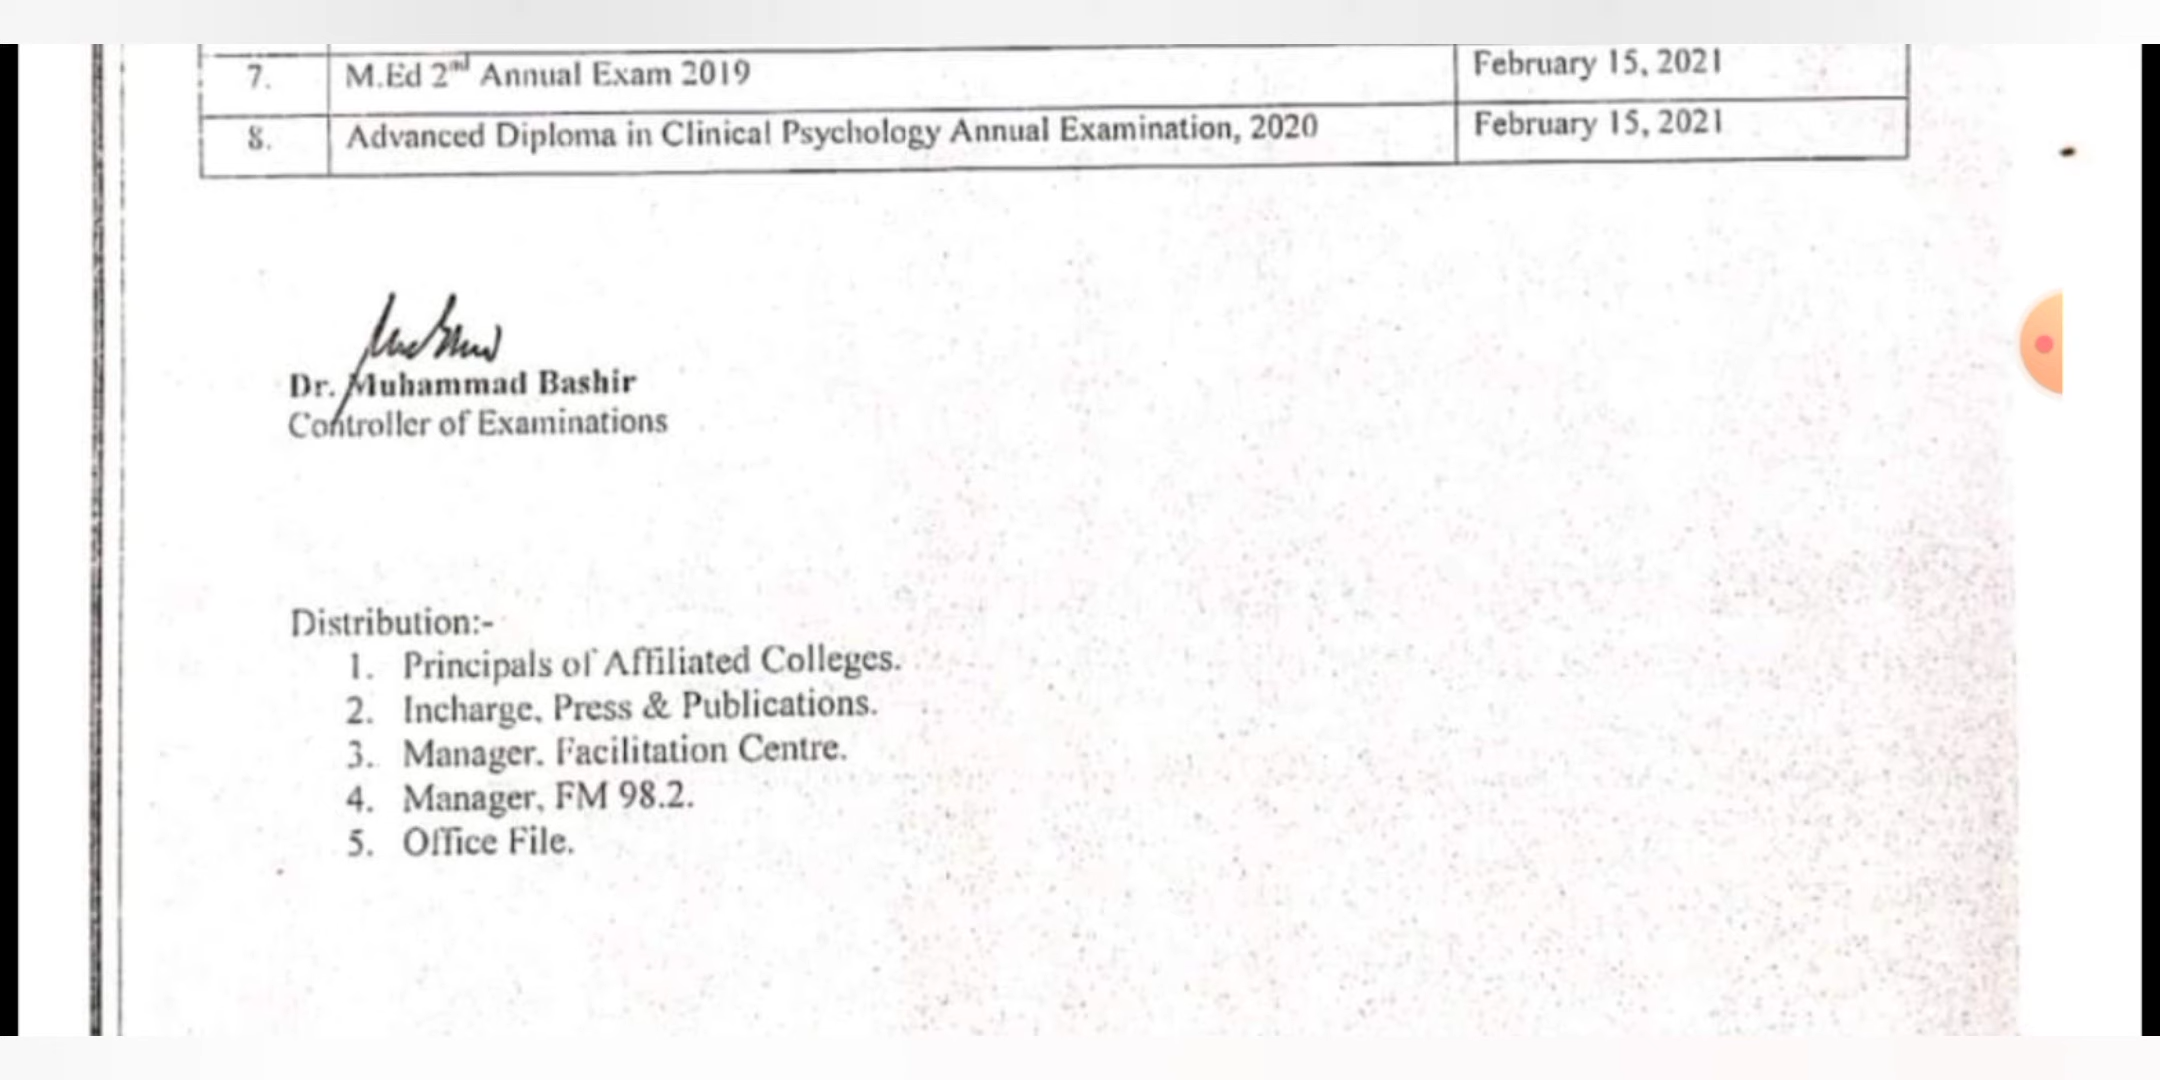 7. M.Ed 2nd Annual Exam 2019 February 15, 2021
8. Advanced Diploma in Clinical Psychology Annual Examination, 2020 February 15, 2021
Dr. Muhammad Bashir
Controller of Examinations
Distribution:-
1. Principals of Affiliated Colleges.
2. Incharge, Press & Publications.
3. Manager. Facilitation Centre.
4. Manager, FM 98.2.
5. Office File.